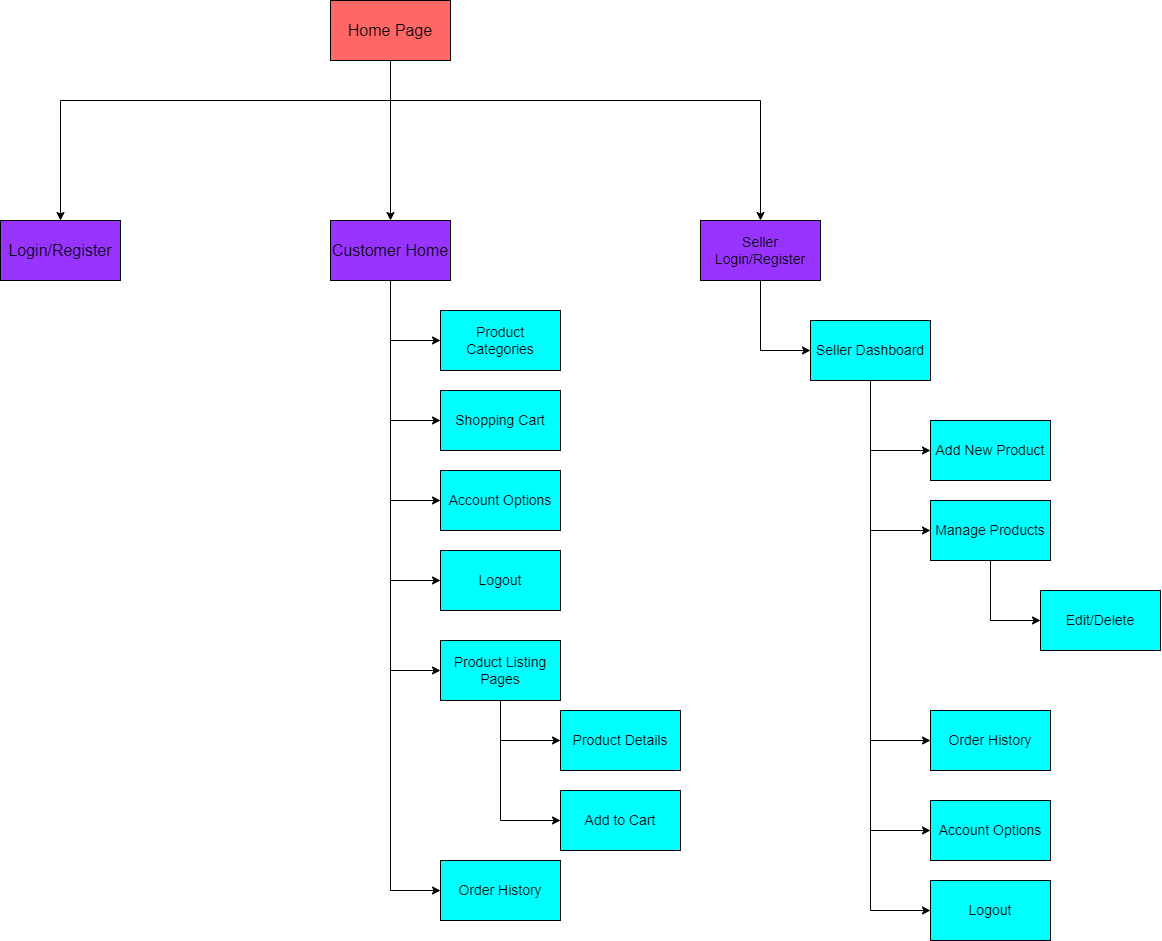 Home Page
Login/Register
Customer Home
Seller
Login/Register
Product
Categories
Shopping Cart
Account Options
Logout
Product Listing
Pages
Product Details
Add to Cart
Order History
Seller Dashboard
Add New Product
Manage Products
Edit/Delete
Order History
Account Options
Logout